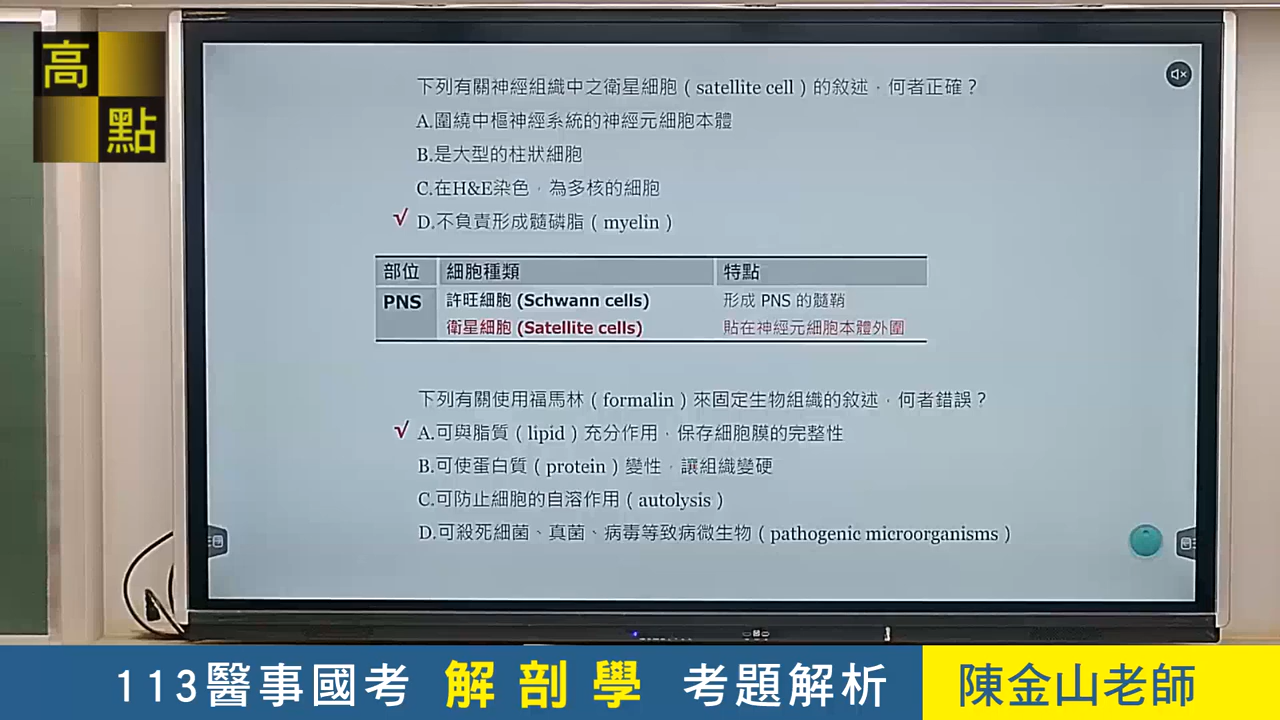 高
點
下列有關神經組織中之衛星細胞（satellite cell）的敘述，何者正確？
A.圍繞中樞神經系統的神經元細胞本體
B.是大型的柱狀細胞
C.在H&E染色，為多核的細胞
√ D.不負責形成髓磷脂（myelin）
部位 細胞種類 特點
PNS 許旺細胞 (Schwann cells) 形成 PNS 的髓鞘
衛星細胞 (Satellite cells) 貼在神經元細胞本體外圍
下列有關使用福馬林（formalin）來固定生物組織的敘述，何者錯誤？
√ A.可與脂質（lipid）充分作用，保存細胞膜的完整性
B.可使蛋白質（protein）變性，讓組織變硬
C.可防止細胞的自溶作用（autolysis）
D.可殺死細菌、真菌、病毒等致病微生物（pathogenic microorganisms）
113醫事國考 解剖學 考題解析 陳金山老師